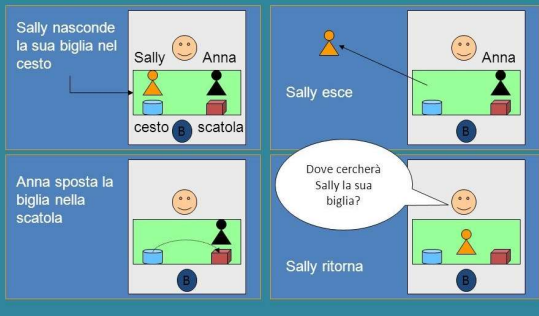 Sally nasconde
la sua biglia nel
cesto
Sally
Anna
cesto
B
scatola
Anna
Sally esce
B
Anna sposta la
biglia nella
scatola
B
Dove cercherà
Sally la sua
biglia?
Sally ritorna
B